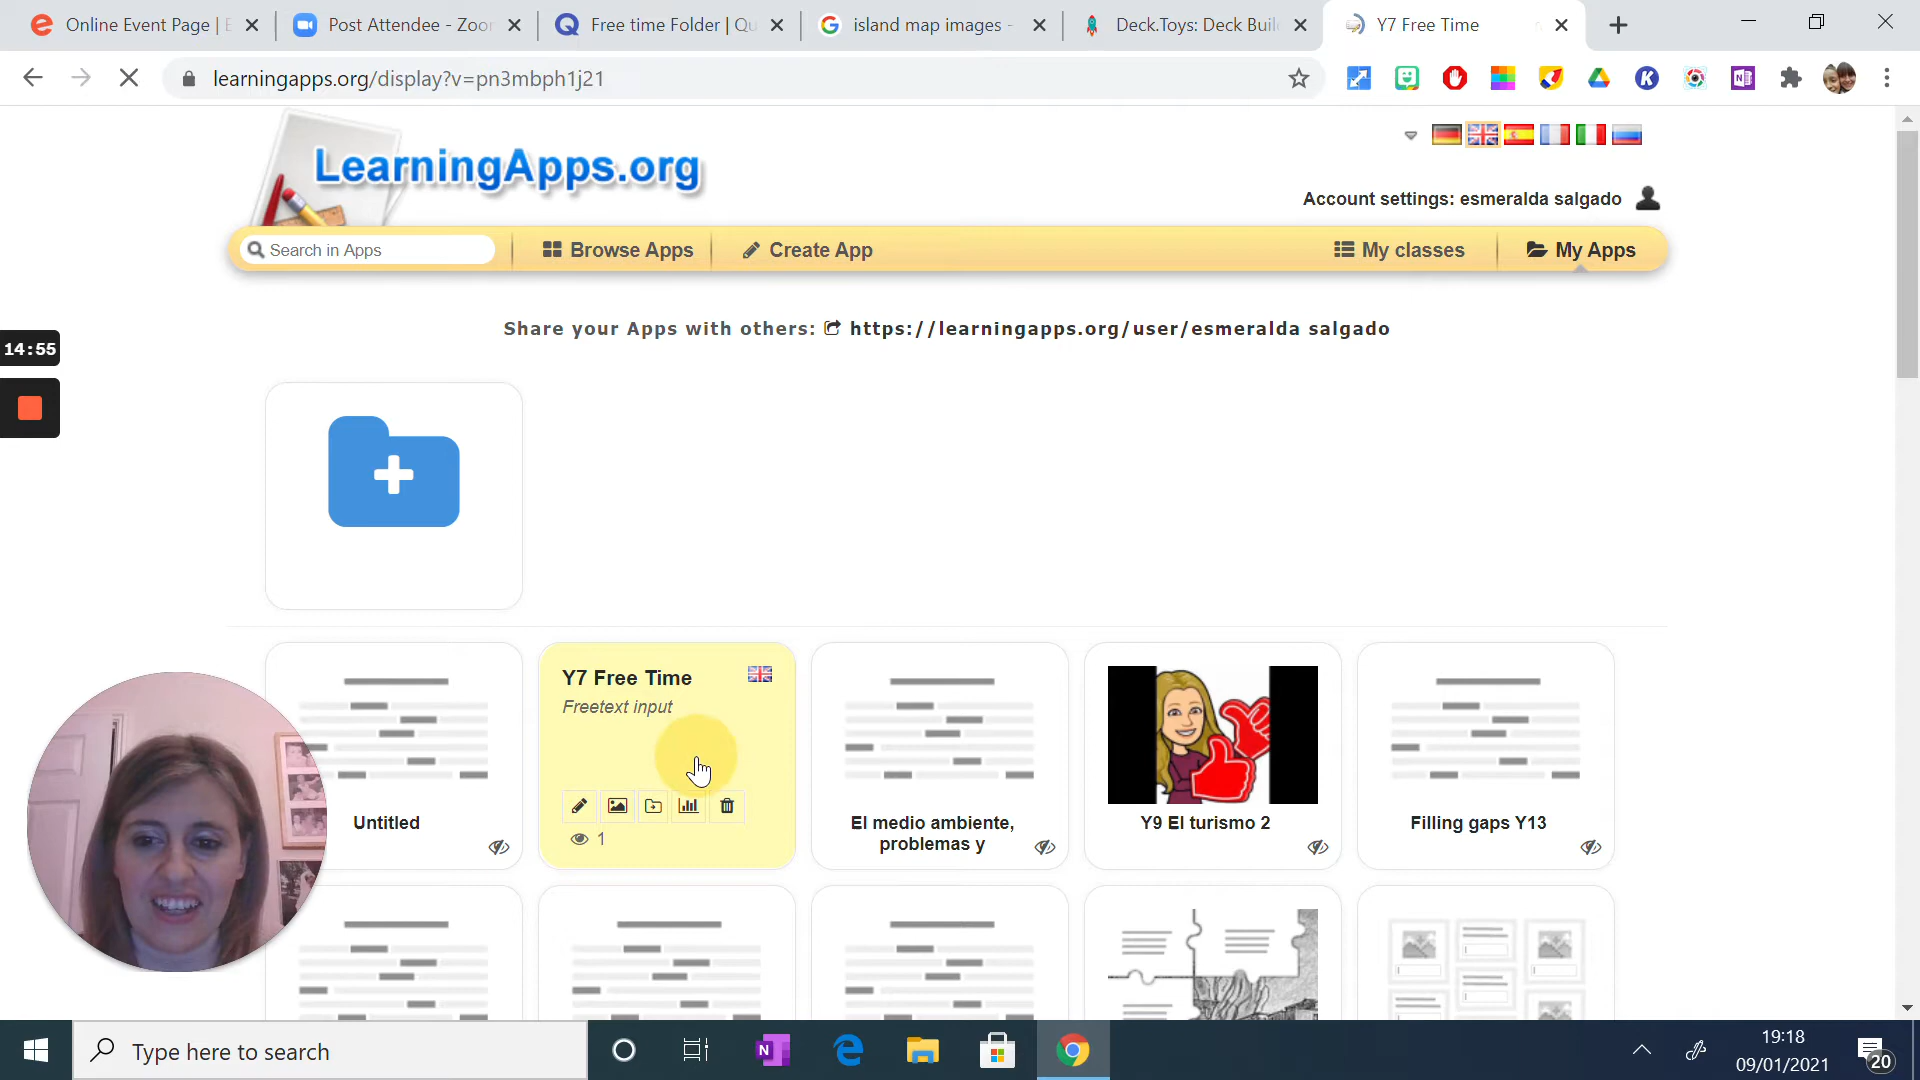 Online Event Page | E
Post Attendee - Zoo
Free time Folder | Qu
island map images -
Deck.Toys: Deck Buil
Y7 Free Time
learningapps.org/display?v=pn3mbph1j21
LearningApps.org
Account settings: esmeralda salgado
Search in Apps
Browse Apps
Create App
My classes
My Apps
Share your Apps with others: https://learningapps.org/user/esmeralda salgado
14:55
Y7 Free Time
Freetext input
1
Untitled
El medio ambiente,
problemas y
Y9 El turismo 2
Filling gaps Y13
Type here to search
19:18
09/01/2021
20